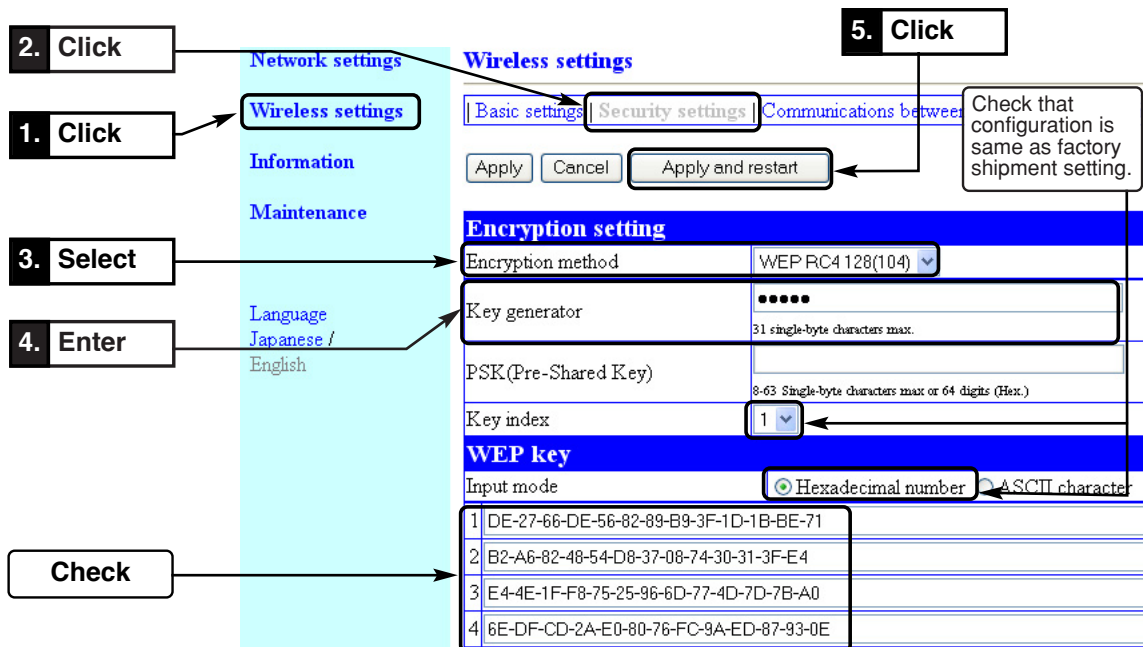 2. Click
1. Click
3. Select
4. Enter
Check
Network settings
Wireless settings
Information
Maintenance
Language
Japanese /
English
5. Click
Wireless settings
| Basic settings | Security settings | Communications between
Check that
configuration is
same as factory
shipment setting.
Apply Cancel Apply and restart
Encryption setting
Encryption method WEP RC4 128(104)
Key generator •••••
31 single-byte characters max.
PSK(Pre-Shared Key)
8-63 Single-byte characters max or 64 digits (Hex.)
Key index 1
WEP key
Input mode Hexadecimal number ASCII character
1 DE-27-66-DE-56-82-89-B9-3F-1D-1B-BE-71
2 B2-A6-82-48-54-D8-37-08-74-30-31-3F-E4
3 E4-4E-1F-F8-75-25-96-6D-77-4D-7D-7B-A0
4 6E-DF-CD-2A-E0-80-76-FC-9A-ED-87-93-0E